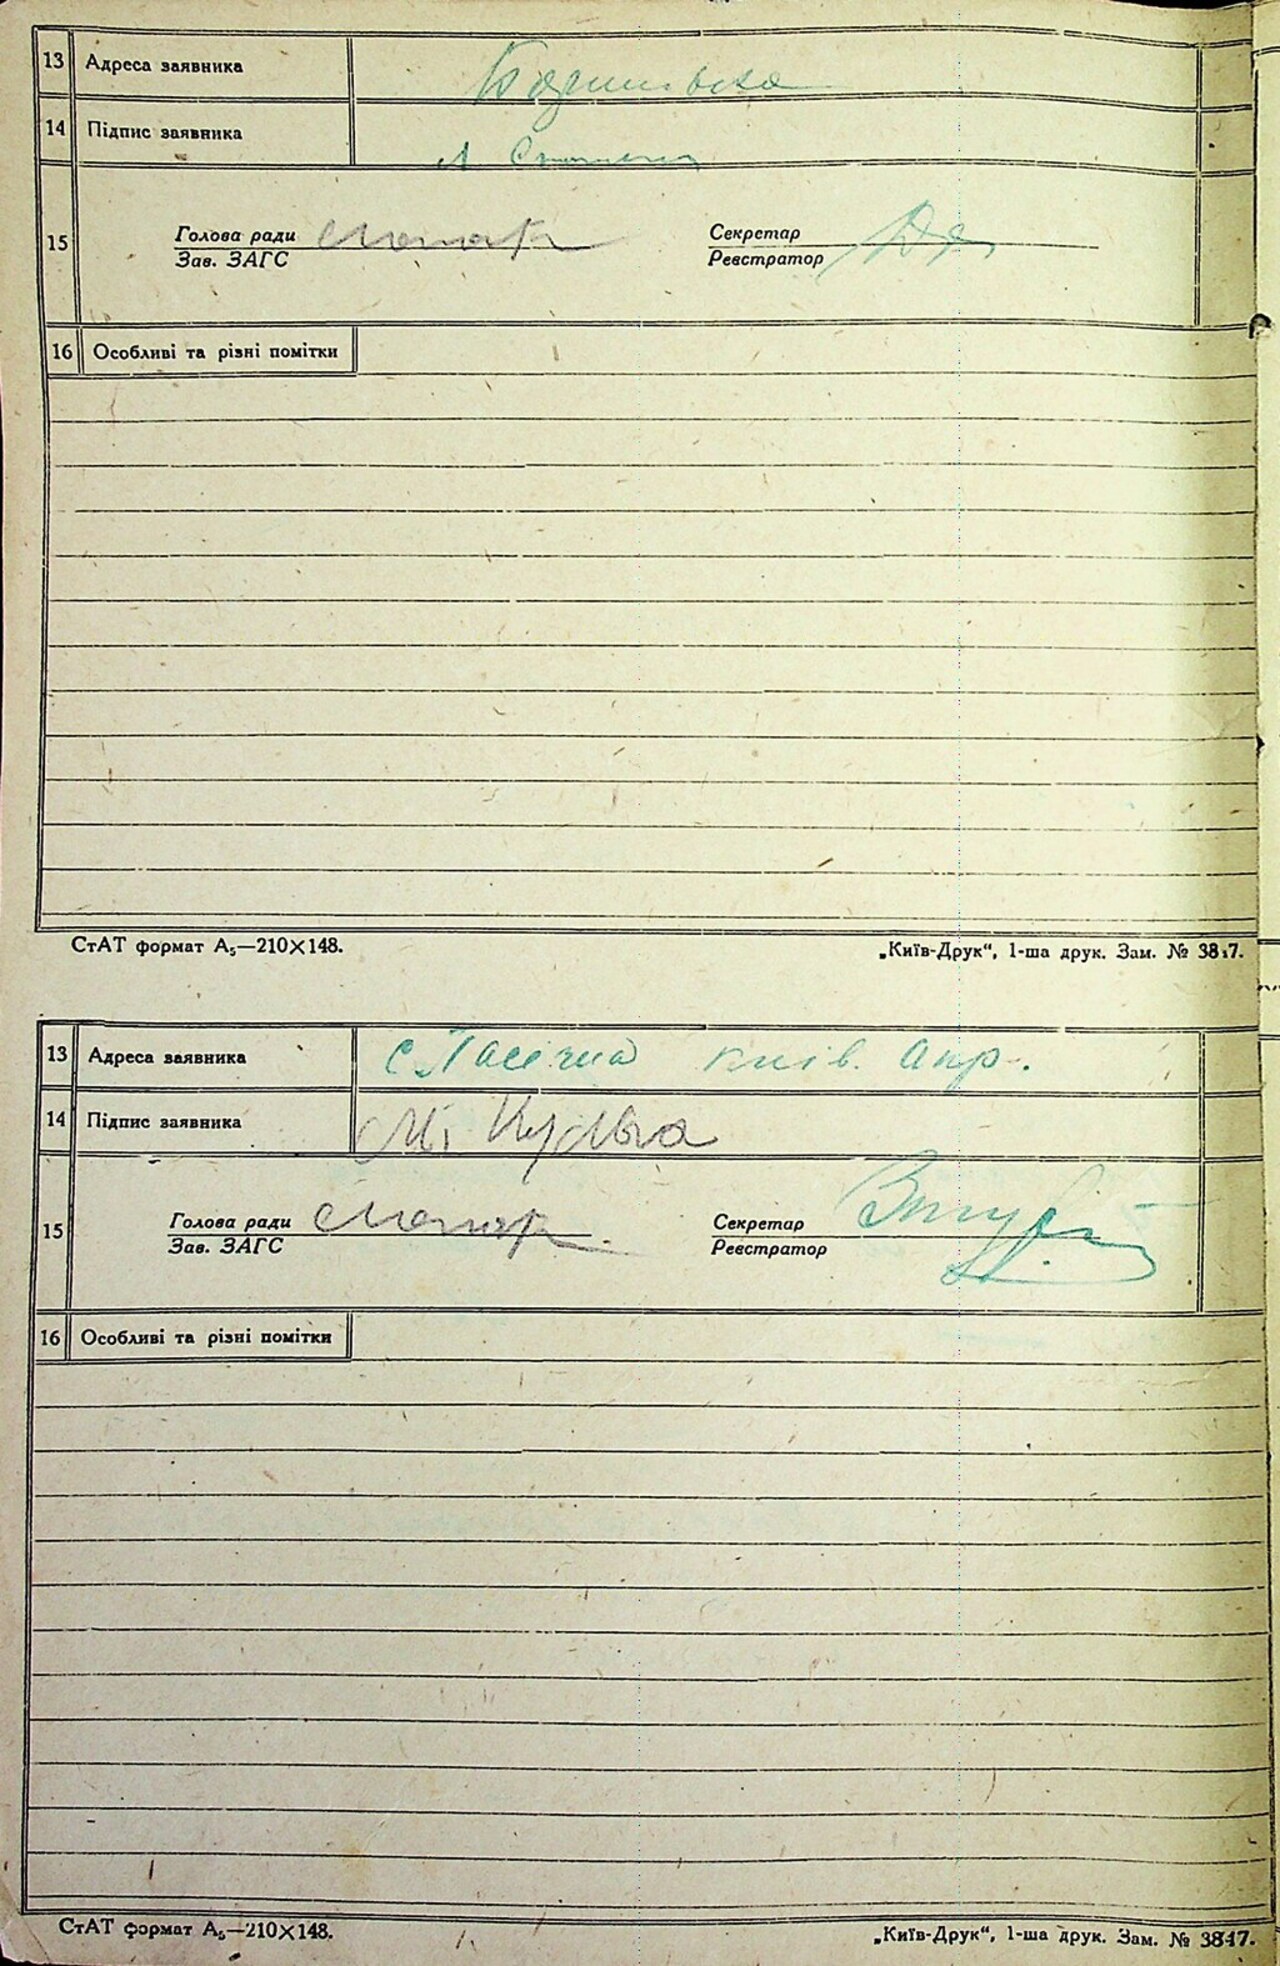 13 Адреса заявника
14 Підпис заявника
15 Голова ради Секретар
Зав. ЗАГС Реєстратор
16 Особливі та різні помітки
СтАТ формат А₅—210×148. „Київ-Друк“, 1-ша друк. Зам. № 3817.
13 Адреса заявника с Пасічна київ. окр.
14 Підпис заявника М. Кульба
15 Голова ради Секретар
Зав. ЗАГС Реєстратор
16 Особливі та різні помітки
СтАТ формат А₅—210×148. „Київ-Друк“, 1-ша друк. Зам. № 3817.